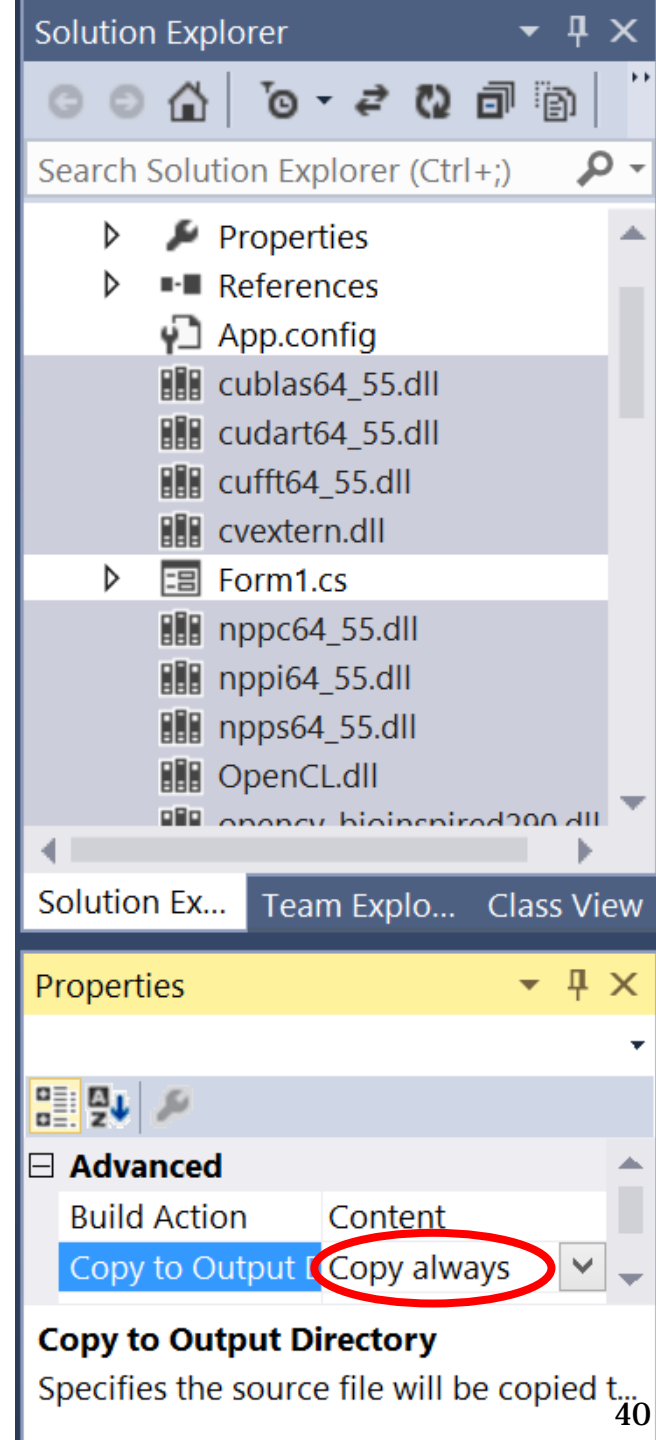 Solution Explorer
Search Solution Explorer (Ctrl+;)
Properties
References
App.config
cublas64_55.dll
cudart64_55.dll
cufft64_55.dll
cvextern.dll
Form1.cs
nppc64_55.dll
nppi64_55.dll
npps64_55.dll
OpenCL.dll
opencv_bioinspired290.dll
Solution Ex... Team Explo... Class View
Properties
Advanced
Build Action Content
Copy to Output D Copy always
Copy to Output Directory
Specifies the source file will be copied t...
40